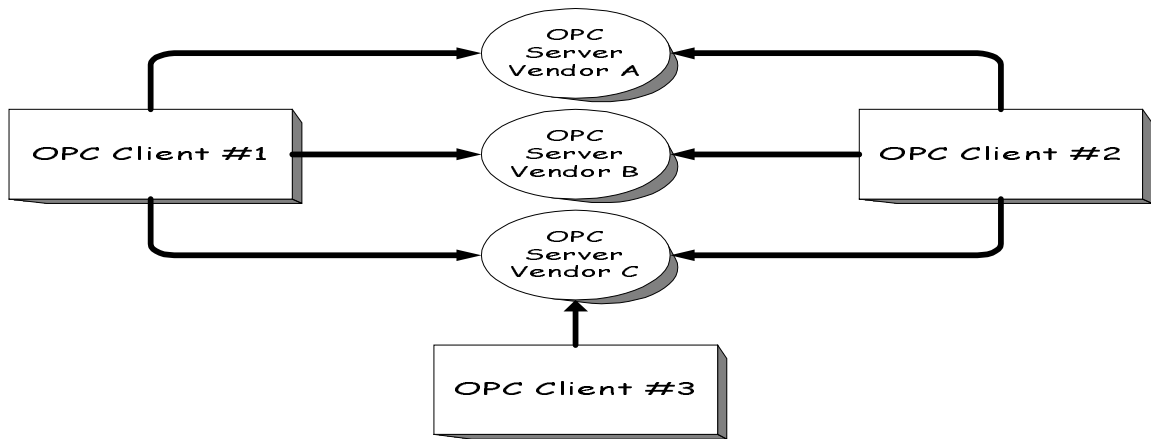 OPC
Server
Vendor A
OPC Client #1
OPC
Server
Vendor B
OPC Client #2
OPC
Server
Vendor C
OPC Client #3